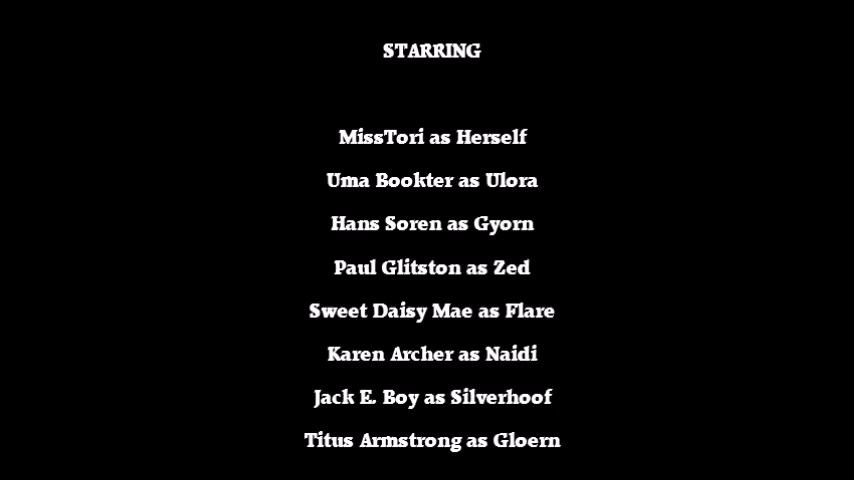 STARRING
MissTori as Herself
Uma Bookter as Ulora
Hans Soren as Gyorn
Paul Glitston as Zed
Sweet Daisy Mae as Flare
Karen Archer as Naidi
Jack E. Boy as Silverhoof
Titus Armstrong as Gloern